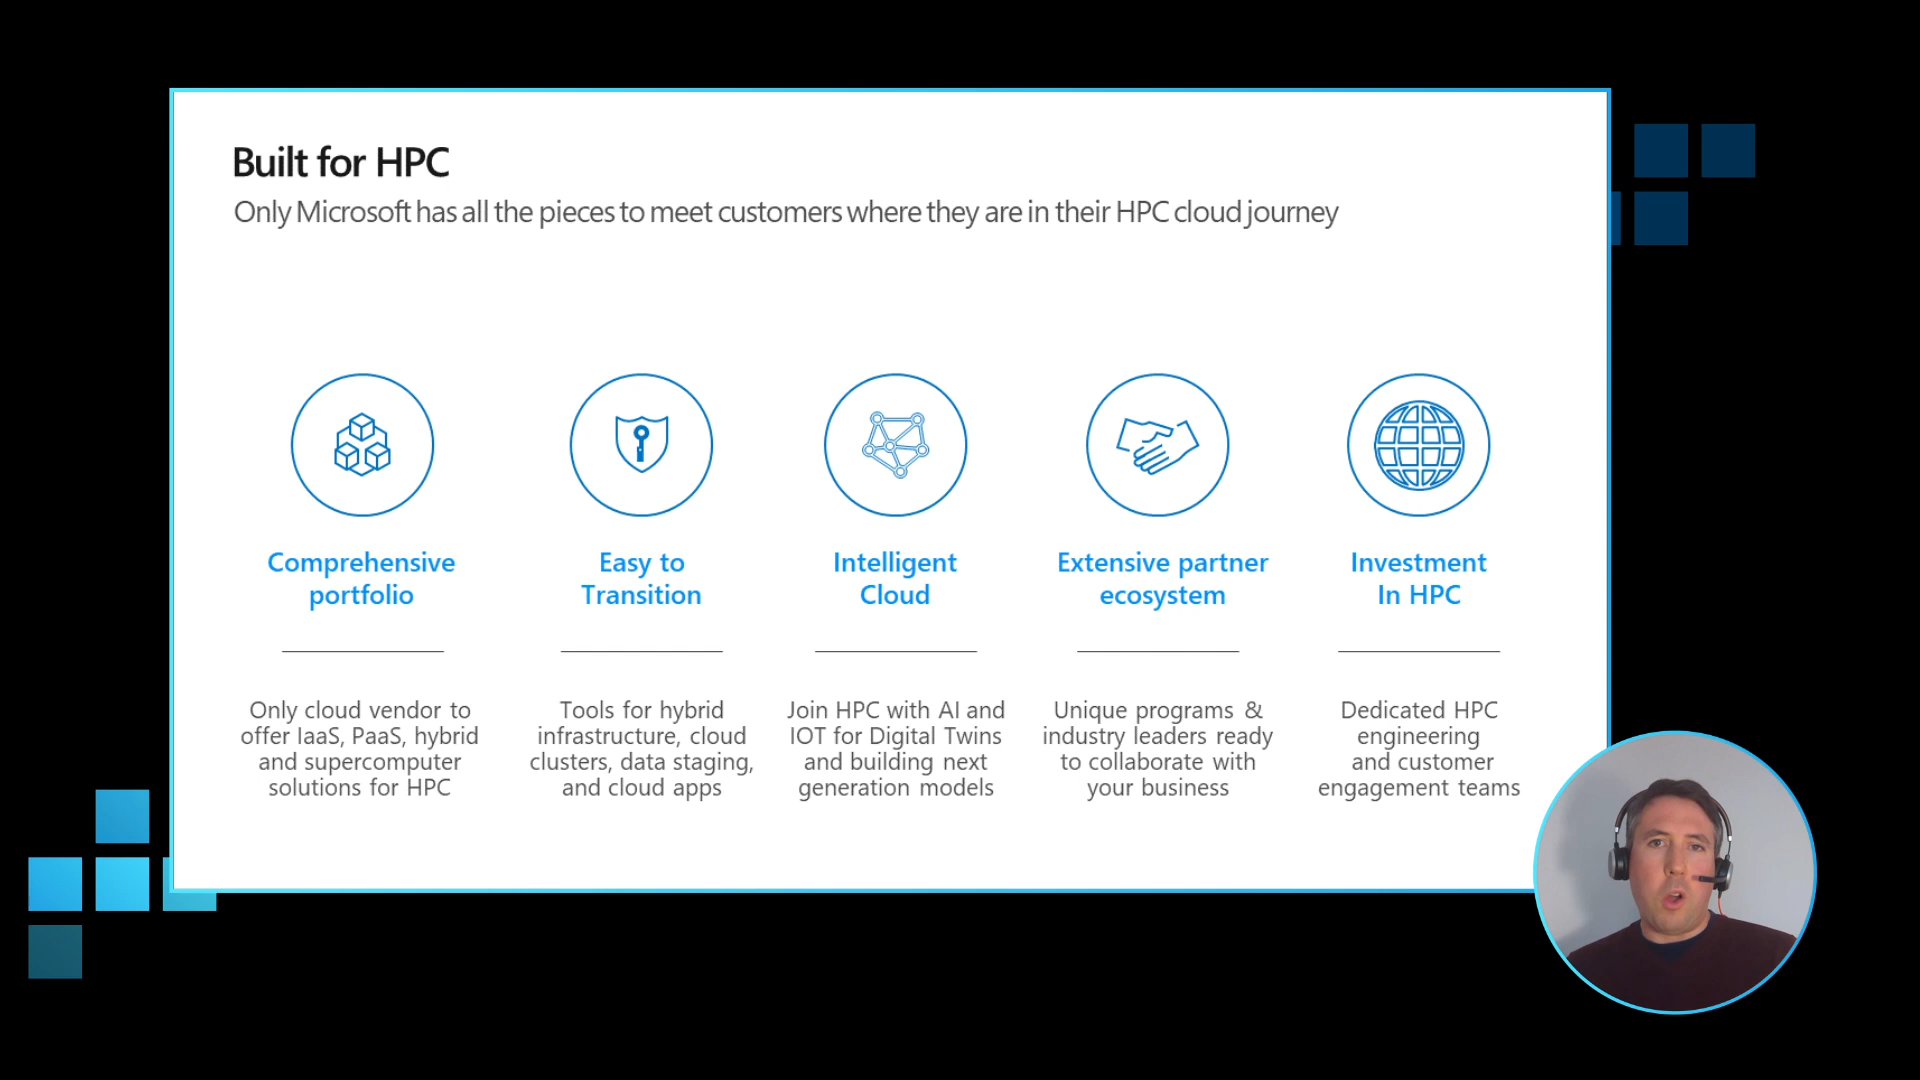 Built for HPC
Only Microsoft has all the pieces to meet customers where they are in their HPC cloud journey
Comprehensive
portfolio
Only cloud vendor to
offer IaaS, PaaS, hybrid
and supercomputer
solutions for HPC
Easy to
Transition
Tools for hybrid
infrastructure, cloud
clusters, data staging,
and cloud apps
Intelligent
Cloud
Join HPC with AI and
IOT for Digital Twins
and building next
generation models
Extensive partner
ecosystem
Unique programs &
industry leaders ready
to collaborate with
your business
Investment
In HPC
Dedicated HPC
engineering
and customer
engagement teams